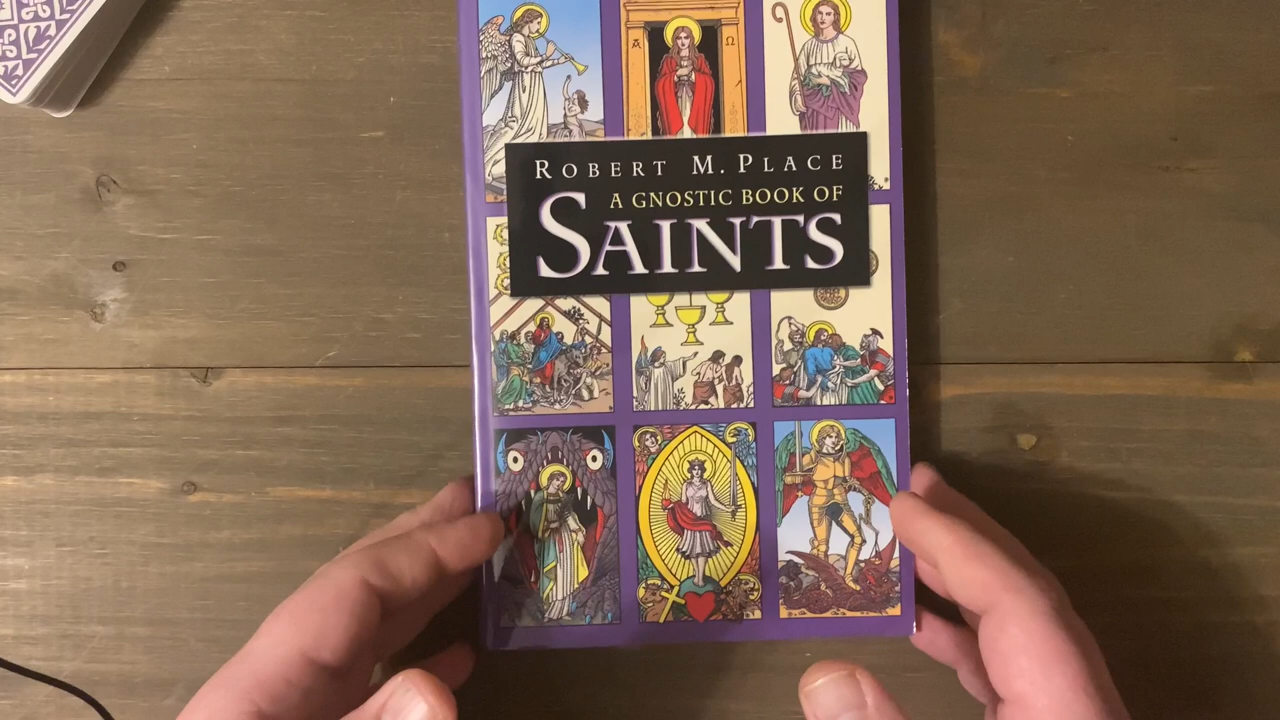 Α Ω
ROBERT M. PLACE
A GNOSTIC BOOK OF
SAINTS